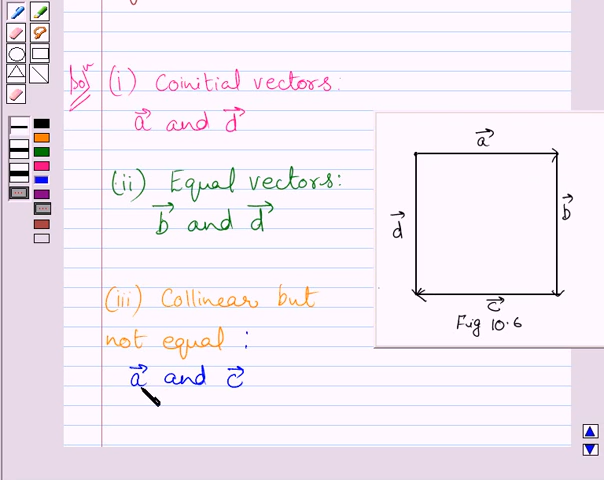 Solⁿ (i) Coinitial vectors:
a⃗ and d⃗
(ii) Equal vectors:
b⃗ and d⃗
(iii) Collinear but
not equal :
a⃗ and c⃗
a⃗
b⃗
d⃗
c⃗
Fig 10.6